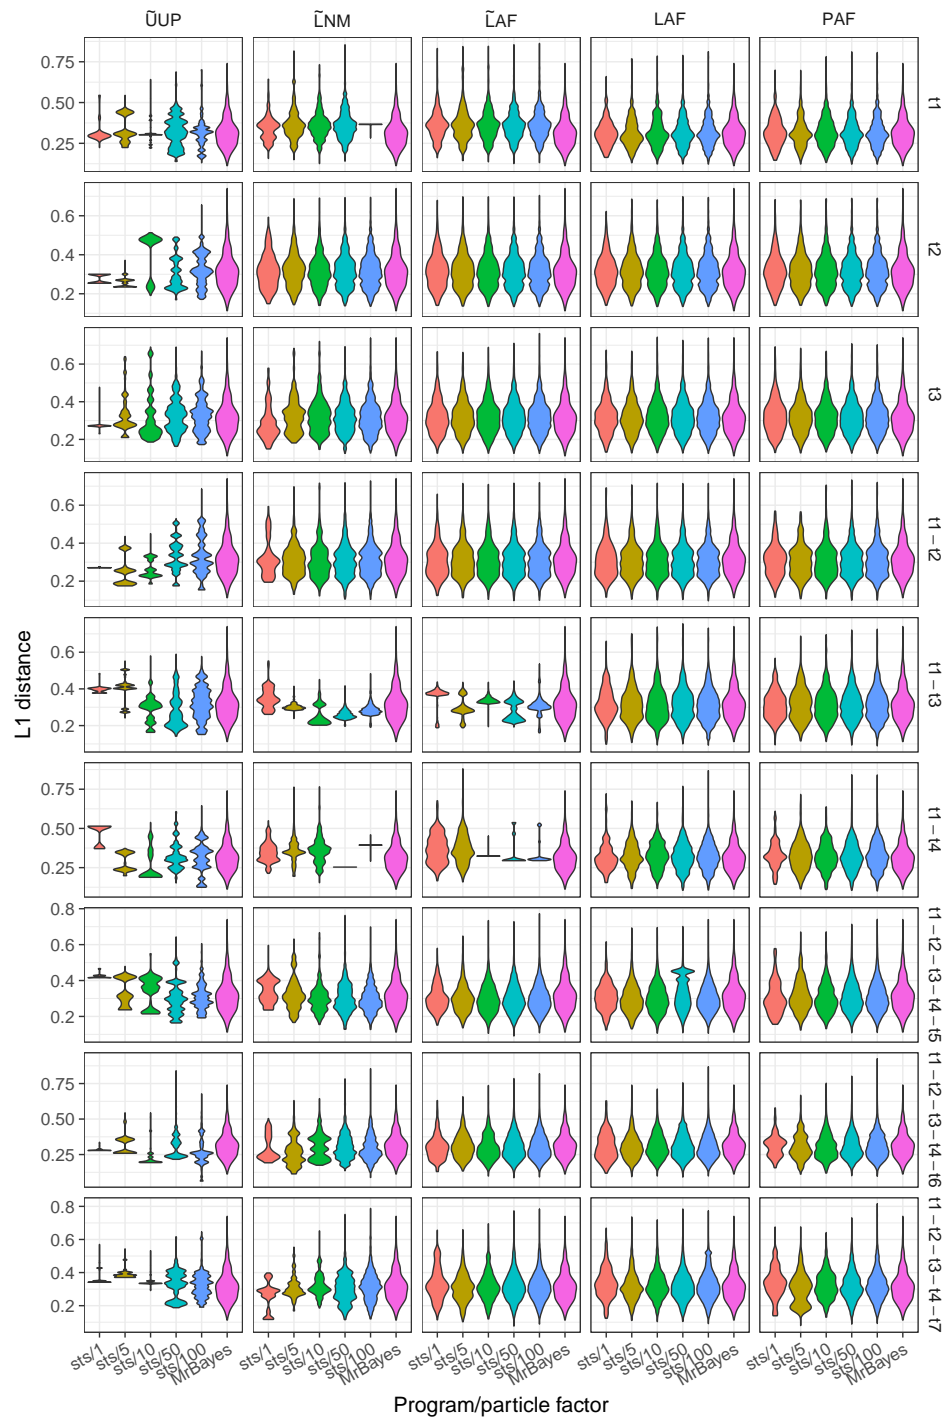 ŨUP L̃NM L̃AF LAF PAF
0.75
0.50
0.25
t1
0.6
0.4
0.2
t2
0.6
0.4
0.2
t3
0.6
0.4
0.2
t1 – t2
L1 distance
0.6
0.4
0.2
t1 – t3
0.75
0.50
0.25
t1 – t4
0.8
0.6
0.4
0.2
t1 – t2 – t3 – t4 – t5
0.75
0.50
0.25
t1 – t2 – t3 – t4 – t6
0.8
0.6
0.4
0.2
t1 – t2 – t3 – t4 – t7
sts/1 sts/5 sts/10 sts/50 sts/100 MrBayes sts/1 sts/5 sts/10 sts/50 sts/100 MrBayes sts/1 sts/5 sts/10 sts/50 sts/100 MrBayes sts/1 sts/5 sts/10 sts/50 sts/100 MrBayes sts/1 sts/5 sts/10 sts/50 sts/100 MrBayes
Program/particle factor